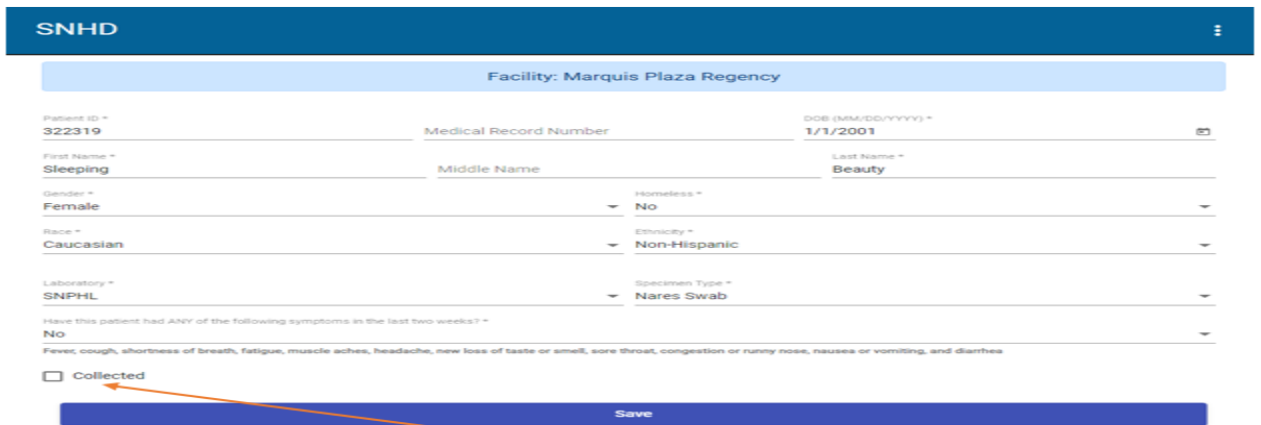 SNHD
Facility: Marquis Plaza Regency
Patient ID * DOB (MM/DD/YYYY) *
322319 Medical Record Number 1/1/2001
First Name * Last Name *
Sleeping Middle Name Beauty
Gender * Homeless *
Female No
Race * Ethnicity *
Caucasian Non-Hispanic
Laboratory * Specimen Type *
SNPHL Nares Swab
Have this patient had ANY of the following symptoms in the last two weeks? *
No
Fever, cough, shortness of breath, fatigue, muscle aches, headache, new loss of taste or smell, sore throat, congestion or runny nose, nausea or vomiting, and diarrhea
Collected
Save